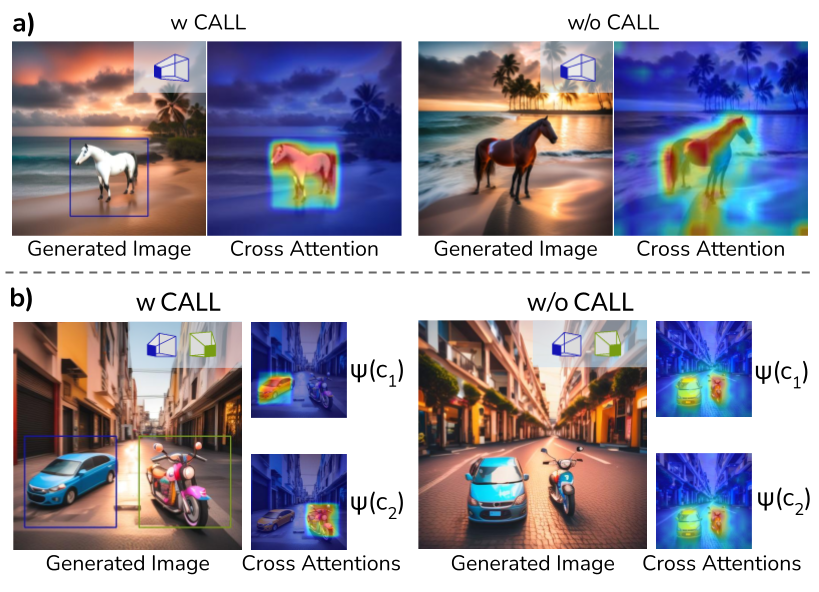 a)
w CALL
w/o CALL
Generated Image
Cross Attention
Generated Image
Cross Attention
b)
w CALL
w/o CALL
ψ(c₁)
ψ(c₁)
ψ(c₂)
ψ(c₂)
Generated Image
Cross Attentions
Generated Image
Cross Attentions